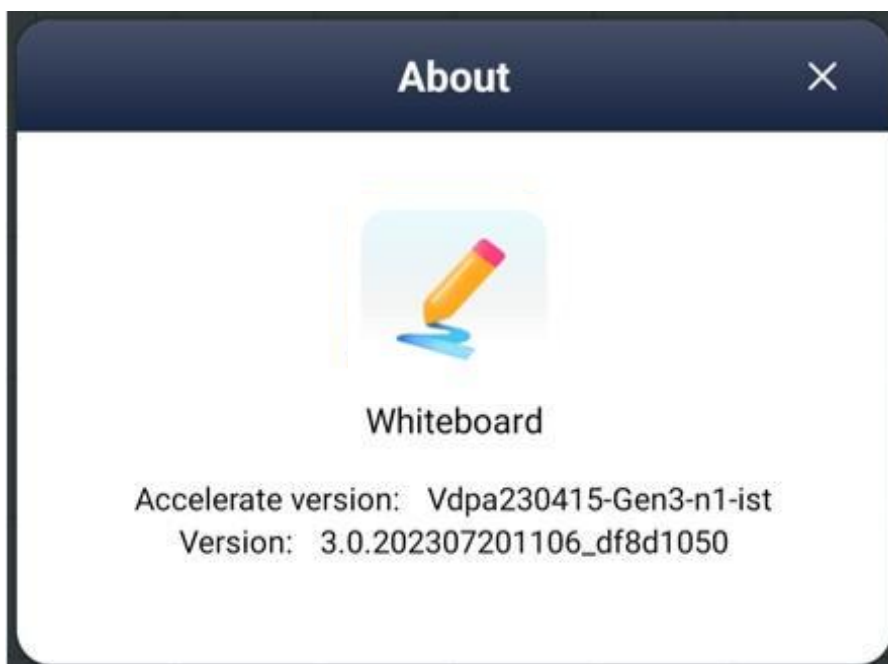 About
Whiteboard
Accelerate version: Vdpa230415-Gen3-n1-ist
Version: 3.0.202307201106_df8d1050